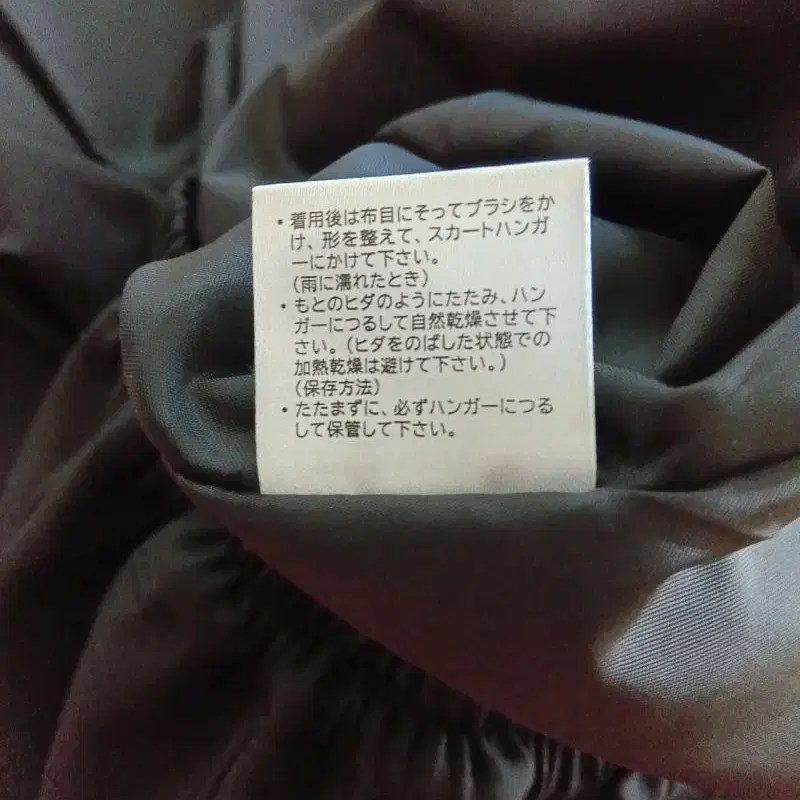 ・着用後は布目にそってブラシをか
け、形を整えて、スカートハンガ
ーにかけて下さい。
(雨に濡れたとき)
・もとのヒダのようにたたみ、ハン
ガーにつるして自然乾燥させて下
さい。(ヒダをのばした状態での
加熱乾燥は避けて下さい。)
(保存方法)
・たたまずに、必ずハンガーにつる
して保管して下さい。